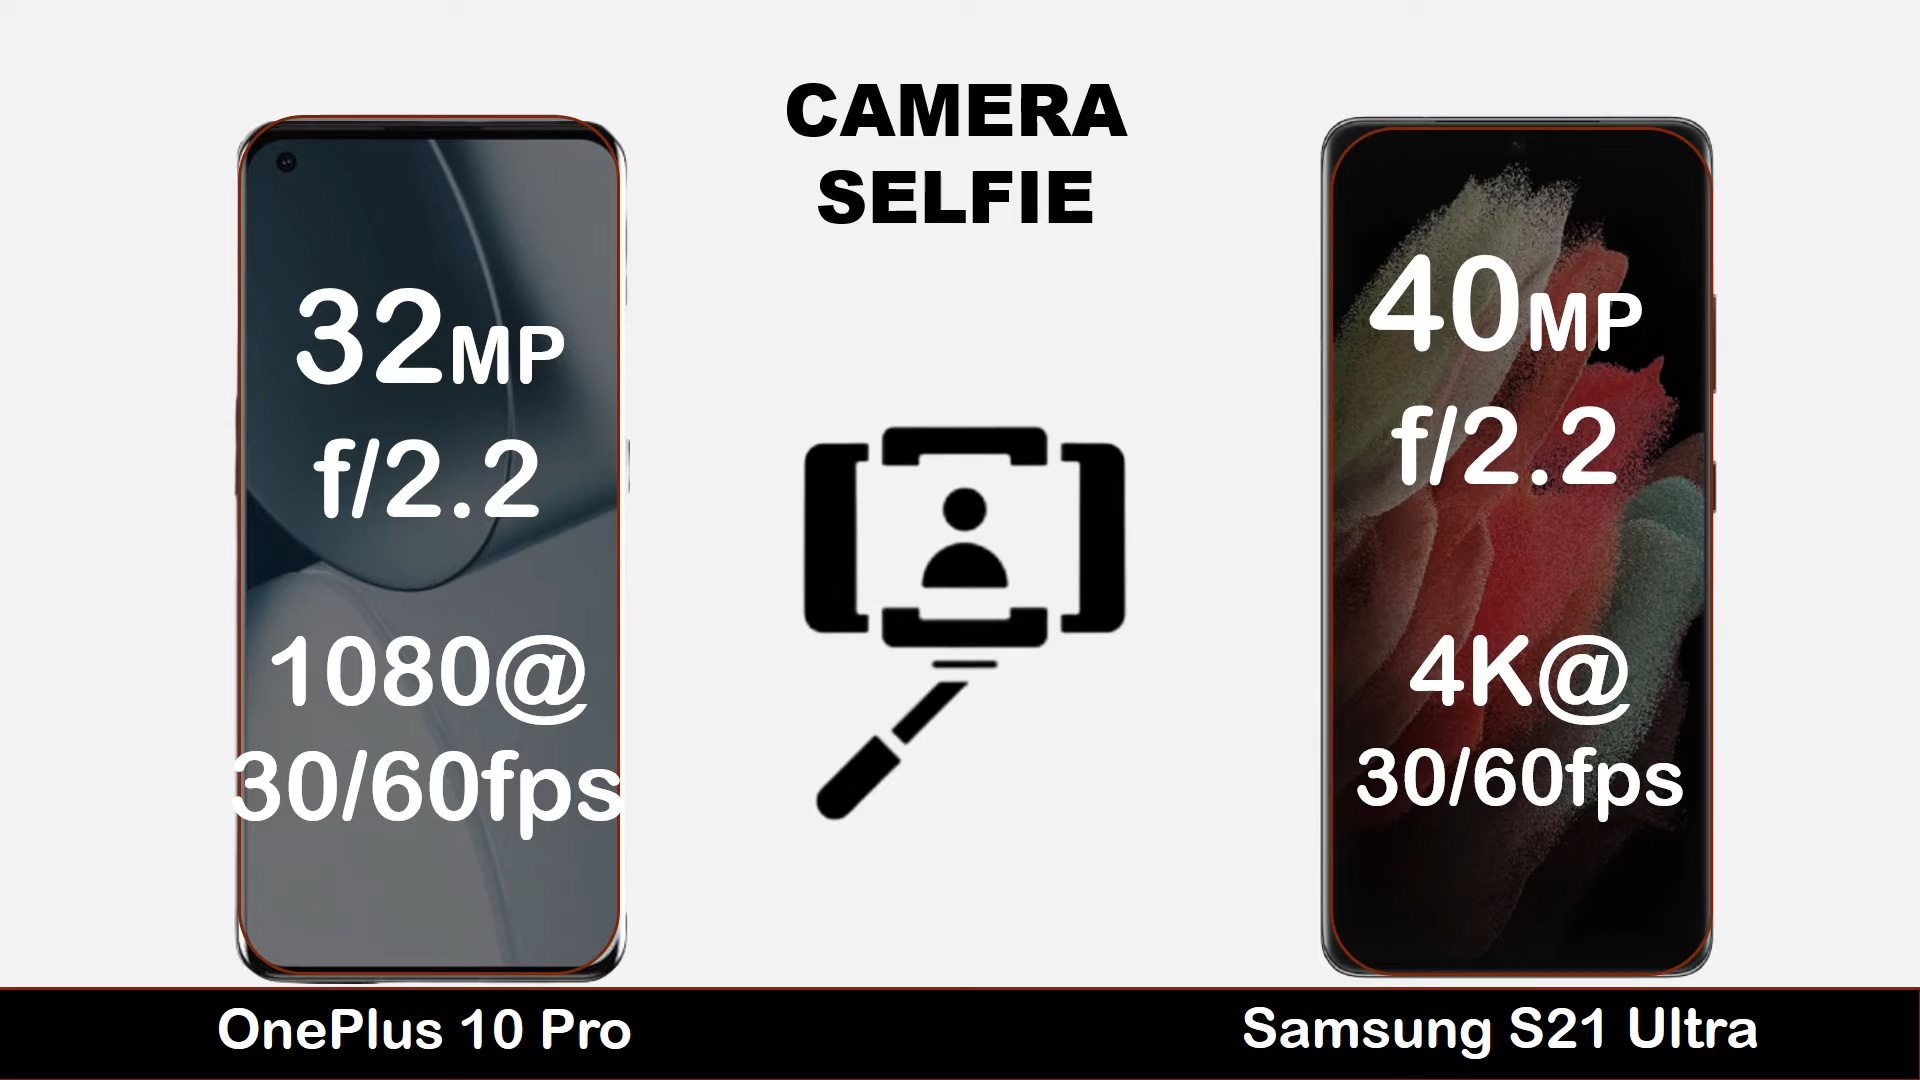 CAMERA
SELFIE
32MP
f/2.2
1080@
30/60fps
40MP
f/2.2
4K@
30/60fps
OnePlus 10 Pro
Samsung S21 Ultra